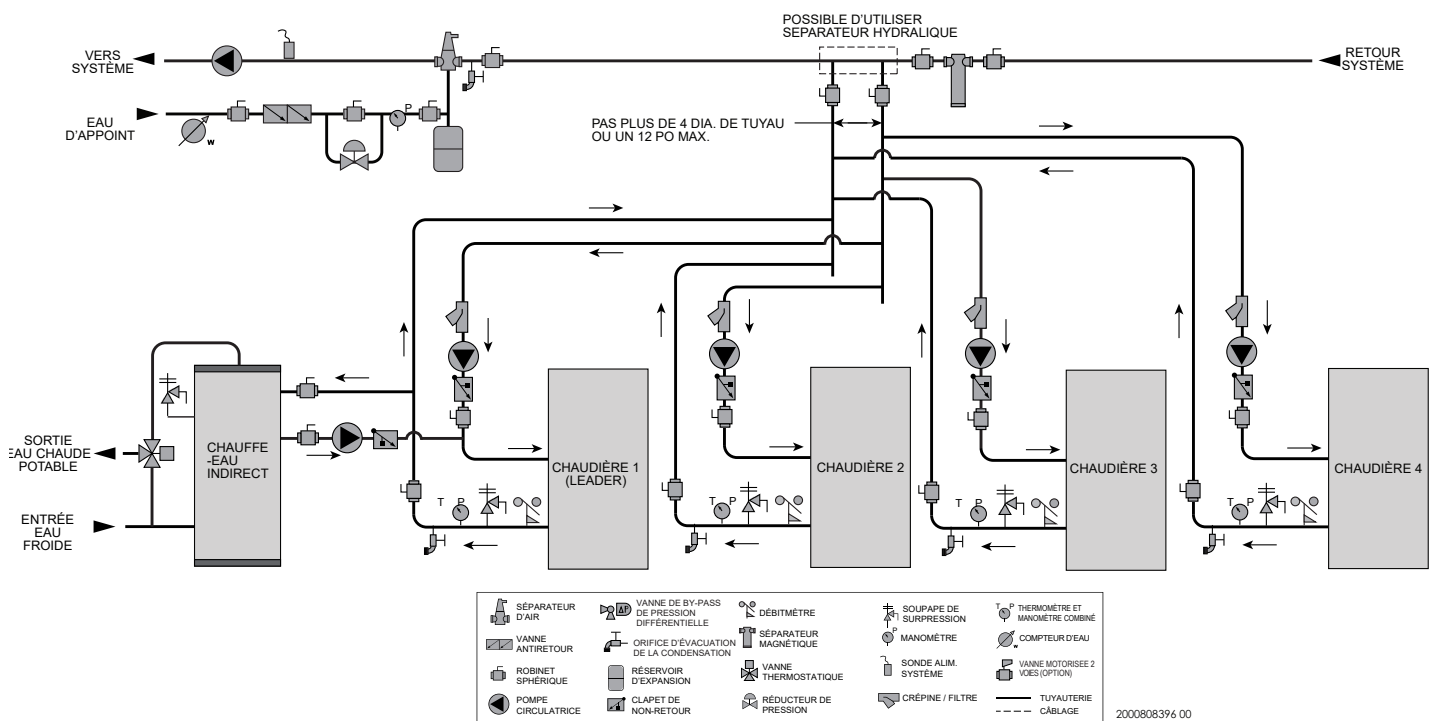 POSSIBLE D'UTILISER
SEPARATEUR HYDRALIQUE
VERS
SYSTÈME
RETOUR
SYSTÈME
EAU
D'APPOINT
W
P
PAS PLUS DE 4 DIA. DE TUYAU
OU UN 12 PO MAX.
SORTIE
EAU CHAUDE
POTABLE
CHAUFFE
-EAU
INDIRECT
ENTRÉE
EAU
FROIDE
CHAUDIÈRE 1
(LEADER)
CHAUDIÈRE 2
CHAUDIÈRE 3
CHAUDIÈRE 4
T P
T P
T P
T P
SÉPARATEUR
D'AIR
VANNE
ANTIRETOUR
ROBINET
SPHÉRIQUE
POMPE
CIRCULATRICE
ΔP
VANNE DE BY-PASS
DE PRESSION
DIFFÉRENTIELLE
ORIFICE D'ÉVACUATION
DE LA CONDENSATION
RÉSERVOIR
D'EXPANSION
CLAPET DE
NON-RETOUR
DÉBITMÈTRE
SÉPARATEUR
MAGNÉTIQUE
VANNE
THERMOSTATIQUE
RÉDUCTEUR DE
PRESSION
SOUPAPE DE
SURPRESSION
P
MANOMÈTRE
SONDE ALIM.
SYSTÈME
CRÉPINE / FILTRE
T P
THERMOMÈTRE ET
MANOMÈTRE COMBINÉ
W
COMPTEUR D'EAU
VANNE MOTORISEE 2
VOIES (OPTION)
TUYAUTERIE
CÂBLAGE
2000808396 00